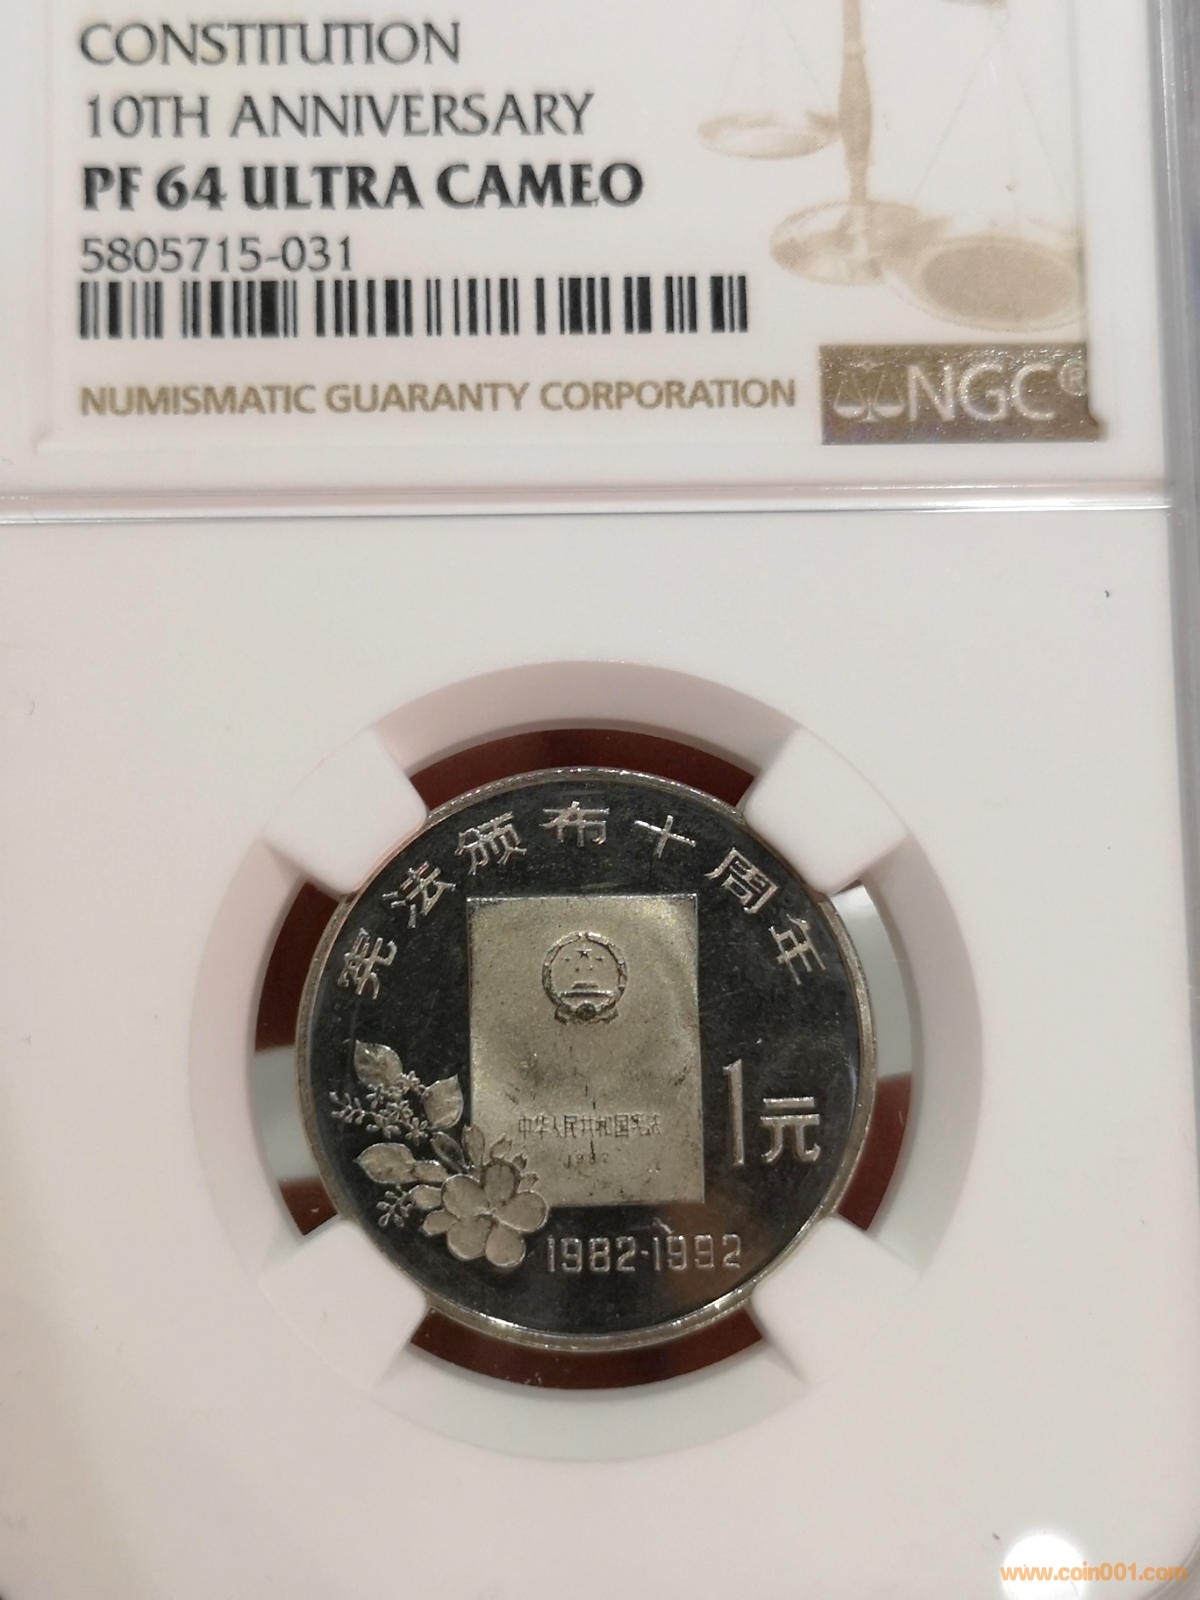 CONSTITUTION
10TH ANNIVERSARY
PF 64 ULTRA CAMEO
5805715-031
NUMISMATIC GUARANTY CORPORATION
NGC®
宪法颁布十周年
中华人民共和国宪法
1982
1元
1982-1992
www.coin001.com